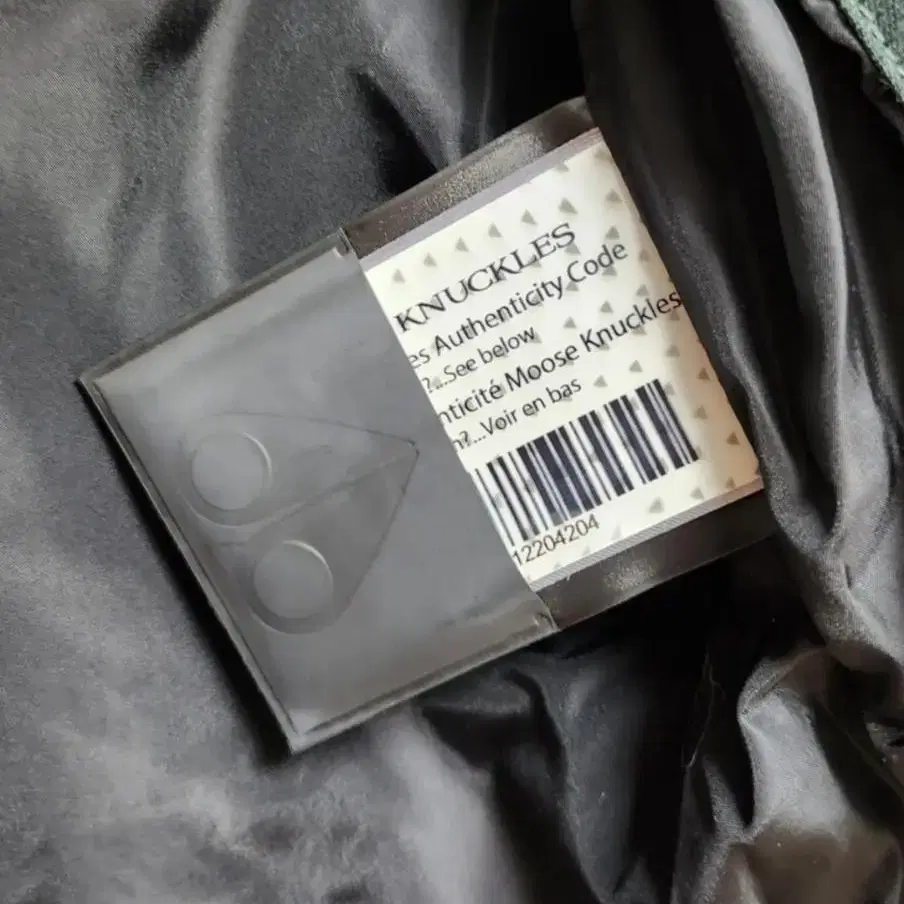 KNUCKLES
es Authenticity Code
?...See below
nticité Moose Knuckles
n?...Voir en bas
12204204